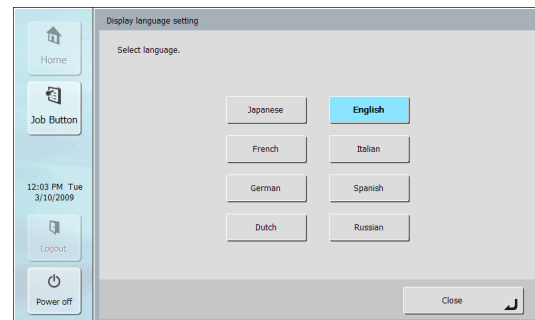 Display language setting
Home
Select language.
Job Button
Japanese
English
French
Italian
12:03 PM Tue
3/10/2009
German
Spanish
Logout
Dutch
Russian
Power off
Close